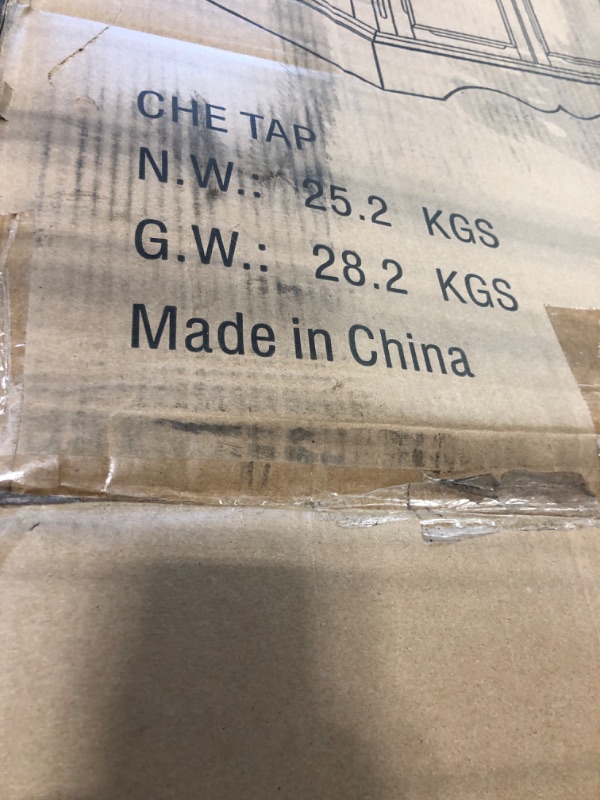 CHE TAP
N.W.: 25.2 KGS
G.W.: 28.2 KGS
Made in China